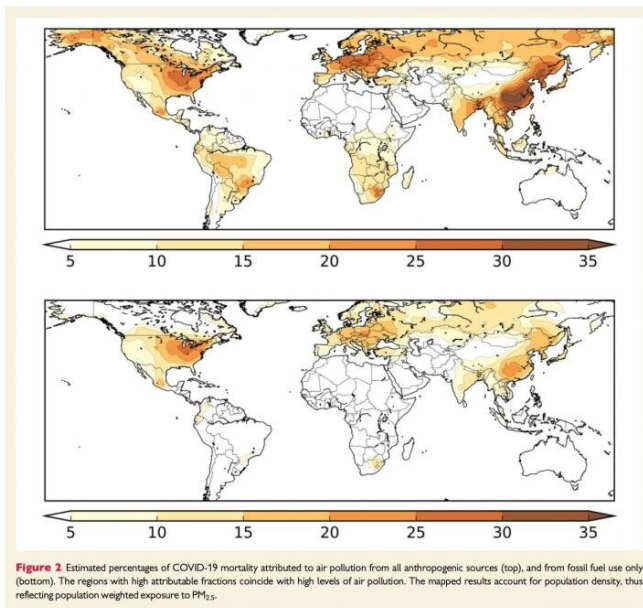 5 10 15 20 25 30 35
5 10 15 20 25 30 35
Figure 2 Estimated percentages of COVID-19 mortality attributed to air pollution from all anthropogenic sources (top), and from fossil fuel use only
(bottom). The regions with high attributable fractions coincide with high levels of air pollution. The mapped results account for population density, thus
reflecting population weighted exposure to PM2.5.